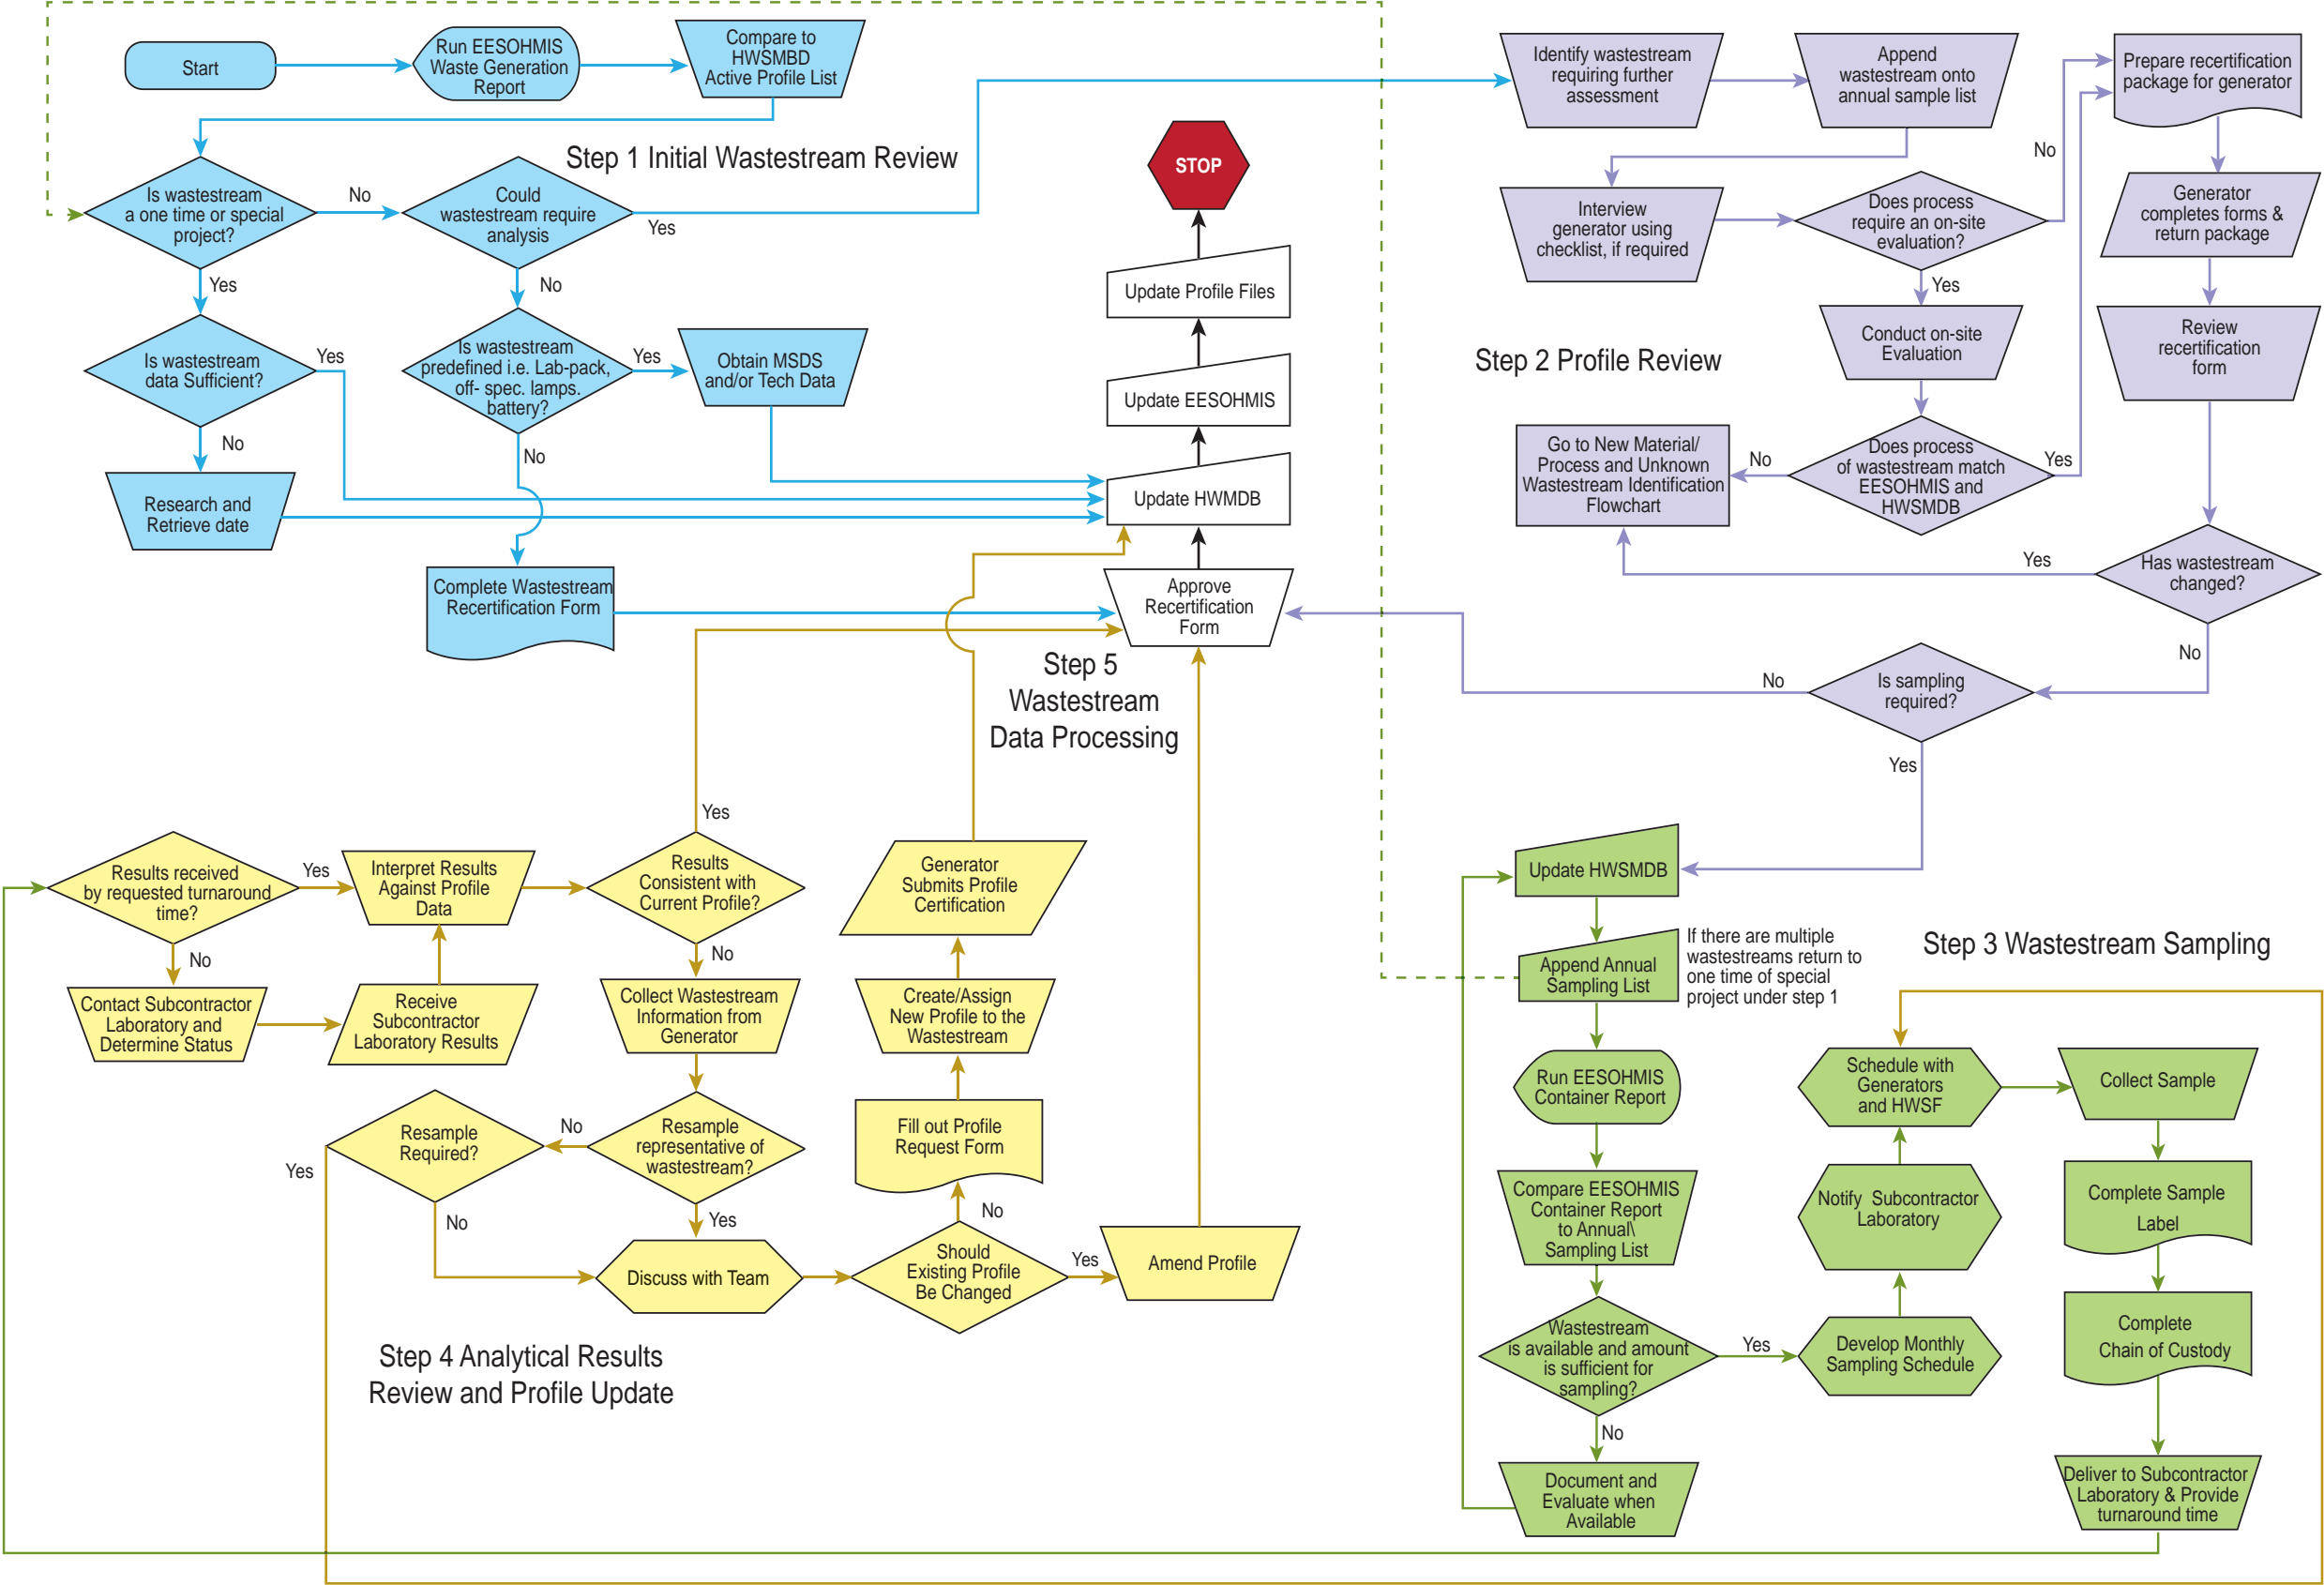 Start
Run EESOHMIS
Waste Generation
Report
Compare to
HWSMBD
Active Profile List
Step 1 Initial Wastestream Review
Is wastestream
a one time or special
project?
No
Could
wastestream require
analysis
Yes
Yes
No
Is wastestream
data Sufficient?
Yes
Is wastestream
predefined i.e. Lab-pack,
off- spec. lamps.
battery?
Yes
Obtain MSDS
and/or Tech Data
No
No
Research and
Retrieve date
Complete Wastestream
Recertification Form
STOP
Update Profile Files
Update EESOHMIS
Update HWMDB
Approve
Recertification
Form
Step 5
Wastestream
Data Processing
Identify wastestream
requiring further
assessment
Append
wastestream onto
annual sample list
Prepare recertification
package for generator
No
Interview
generator using
checklist, if required
Does process
require an on-site
evaluation?
Generator
completes forms &
return package
Yes
Step 2 Profile Review
Conduct on-site
Evaluation
Review
recertification
form
Go to New Material/
Process and Unknown
Wastestream Identification
Flowchart
No
Does process
of wastestream match
EESOHMIS and
HWSMDB
Yes
Yes
Has wastestream
changed?
No
No
Is sampling
required?
Yes
Update HWSMDB
Append Annual
Sampling List
If there are multiple
wastestreams return to
one time of special
project under step 1
Step 3 Wastestream Sampling
Run EESOHMIS
Container Report
Schedule with
Generators
and HWSF
Collect Sample
Compare EESOHMIS
Container Report
to Annual\
Sampling List
Notify Subcontractor
Laboratory
Complete Sample
Label
Wastestream
is available and amount
is sufficient for
sampling?
Yes
Develop Monthly
Sampling Schedule
Complete
Chain of Custody
No
Document and
Evaluate when
Available
Deliver to Subcontractor
Laboratory & Provide
turnaround time
Results received
by requested turnaround
time?
Yes
Interpret Results
Against Profile
Data
Yes
Results
Consistent with
Current Profile?
Generator
Submits Profile
Certification
No
No
Contact Subcontractor
Laboratory and
Determine Status
Receive
Subcontractor
Laboratory Results
Collect Wastestream
Information from
Generator
Create/Assign
New Profile to the
Wastestream
Resample
Required?
No
Resample
representative of
wastestream?
Fill out Profile
Request Form
Yes
No
Yes
No
Discuss with Team
Should
Existing Profile
Be Changed
Yes
Amend Profile
Step 4 Analytical Results
Review and Profile Update